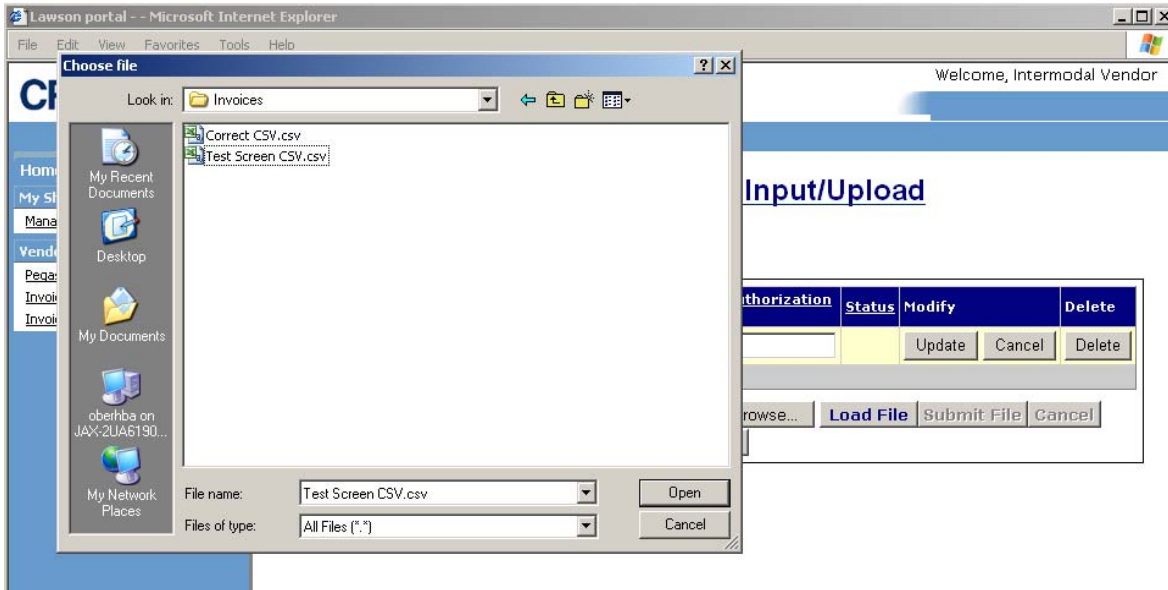 Lawson portal - - Microsoft Internet Explorer
File Edit View Favorites Tools Help
Choose file
Welcome, Intermodal Vendor
Look in: Invoices
Correct CSV.csv
Test Screen CSV.csv
My Recent
Documents
Desktop
My Documents
oberhba on
JAX-2UA6190...
My Network
Places
File name: Test Screen CSV.csv Open
Files of type: All Files (*.*) Cancel
Input/Upload
Status Modify Delete
Update Cancel Delete
Load File Submit File Cancel